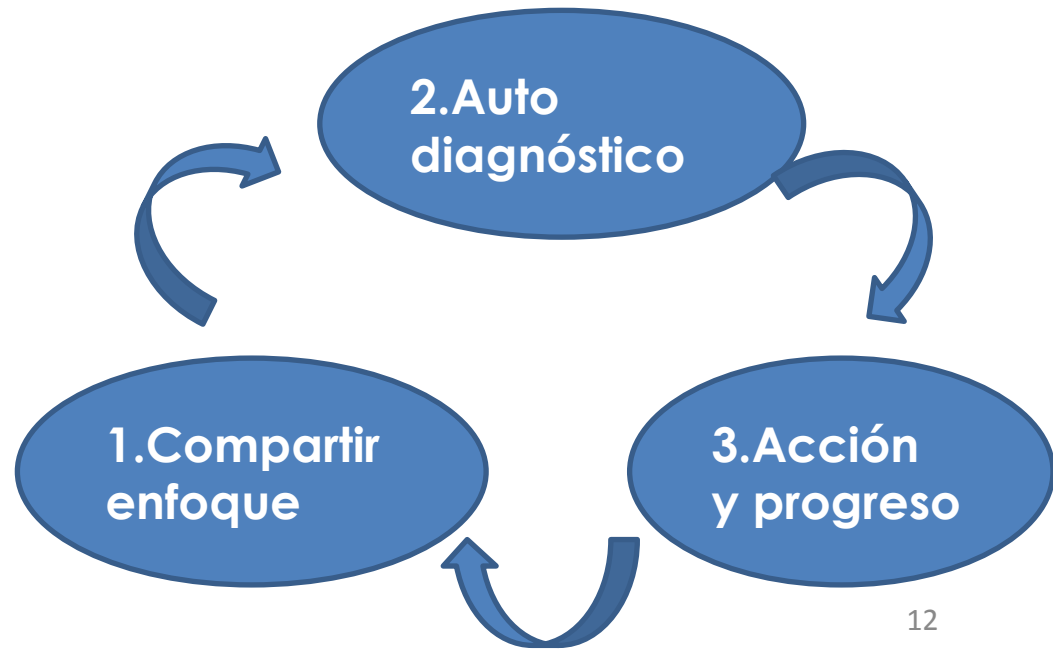 2.Auto
diagnóstico
1.Compartir
enfoque
3.Acción
y progreso
12